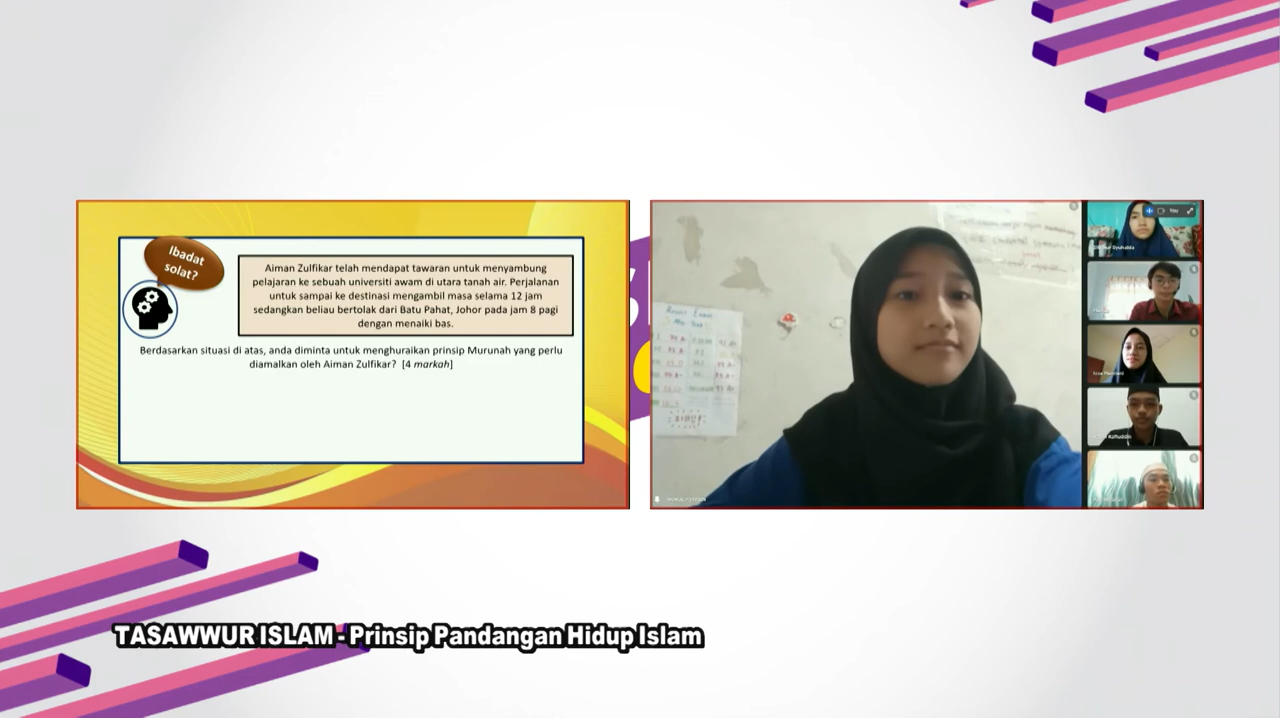 Ibadat
solat?
Aiman Zulfikar telah mendapat tawaran untuk menyambung
pelajaran ke sebuah universiti awam di utara tanah air. Perjalanan
untuk sampai ke destinasi mengambil masa selama 12 jam
sedangkan beliau bertolak dari Batu Pahat, Johor pada jam 8 pagi
dengan menaiki bas.
Berdasarkan situasi di atas, anda diminta untuk menghuraikan prinsip Murunah yang perlu
diamalkan oleh Aiman Zulfikar? [4 markah]
You
TASAWWUR ISLAM - Prinsip Pandangan Hidup Islam